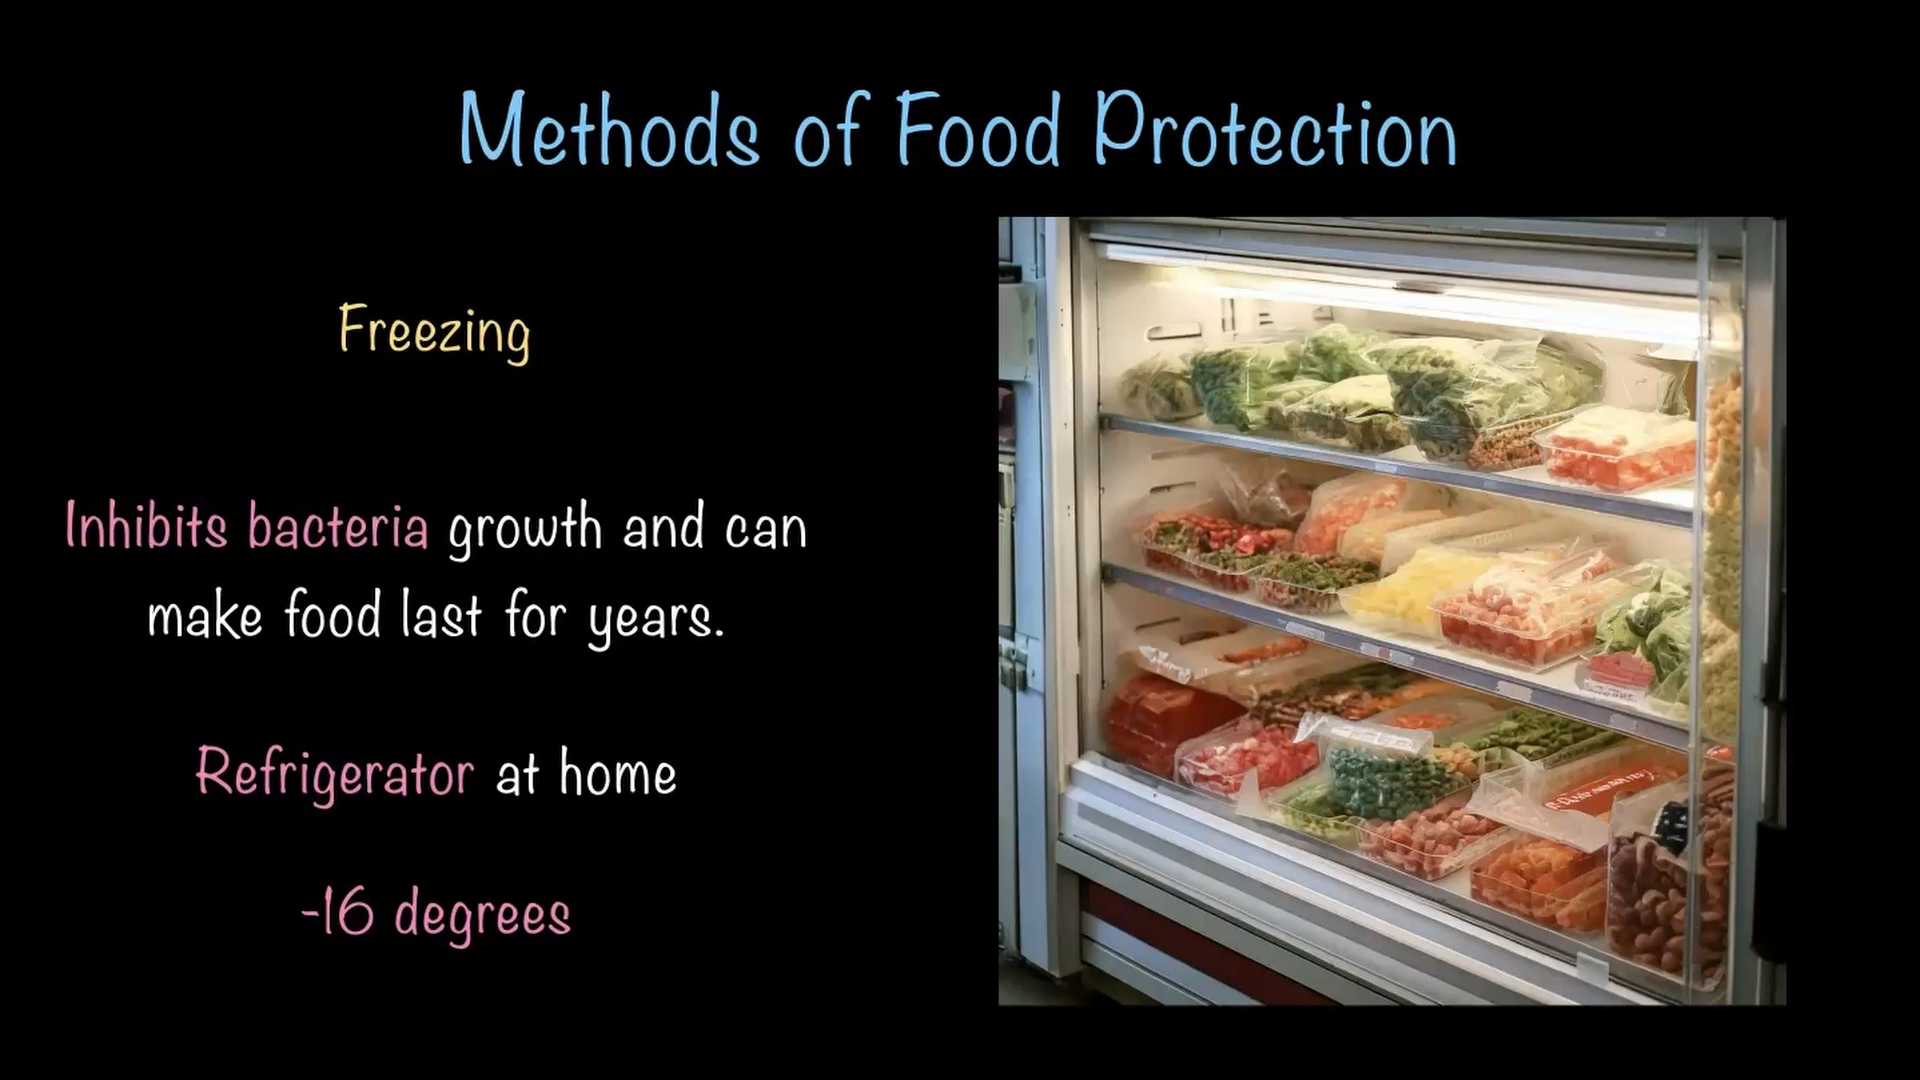 Methods of Food Protection
Freezing
Inhibits bacteria growth and can
make food last for years.
Refrigerator at home
-16 degrees